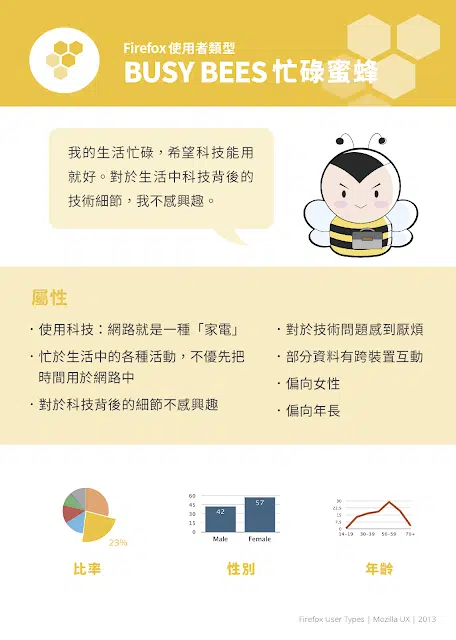 Firefox 使用者類型
BUSY BEES 忙碌蜜蜂
我的生活忙碌，希望科技能用
就好。對於生活中科技背後的
技術細節，我不感興趣。
屬性
· 使用科技：網路就是一種「家電」
· 忙於生活中的各種活動，不優先把
時間用於網路中
· 對於科技背後的細節不感興趣
· 對於技術問題感到厭煩
· 部分資料有跨裝置互動
· 偏向女性
· 偏向年長
23%
比率
60
45
30
15
0
42
57
Male
Female
性別
30
22.5
15
7.5
0
14-19
30-39
50-59
70+
年齡
Firefox User Types | Mozilla UX | 2013